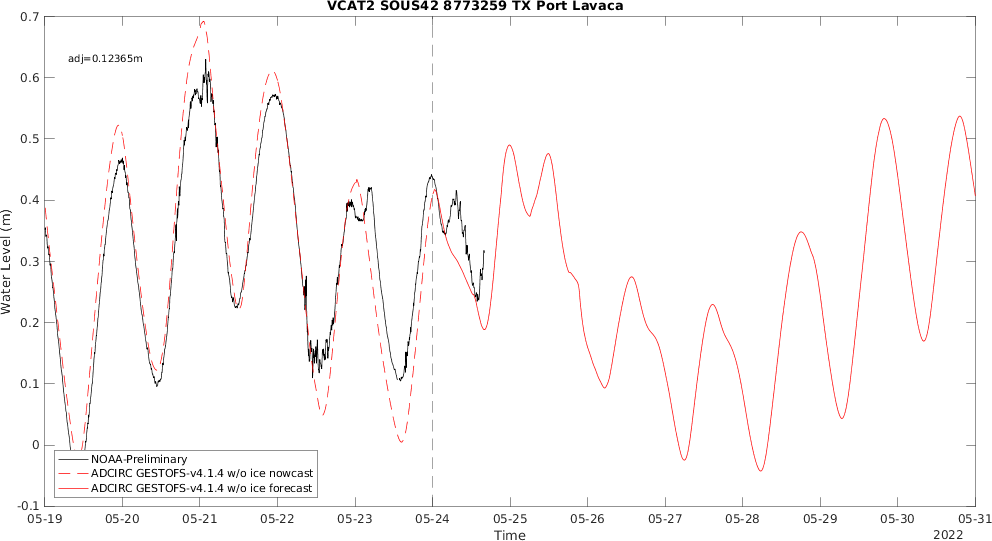 VCAT2 SOUS42 8773259 TX Port Lavaca
0.7
adj=0.12365m
0.6
0.5
0.4
0.3
0.2
0.1
0
-0.1
Water Level (m)
NOAA-Preliminary
ADCIRC GESTOFS-v4.1.4 w/o ice nowcast
ADCIRC GESTOFS-v4.1.4 w/o ice forecast
05-19 05-20 05-21 05-22 05-23 05-24 05-25 05-26 05-27 05-28 05-29 05-30 05-31
Time
2022